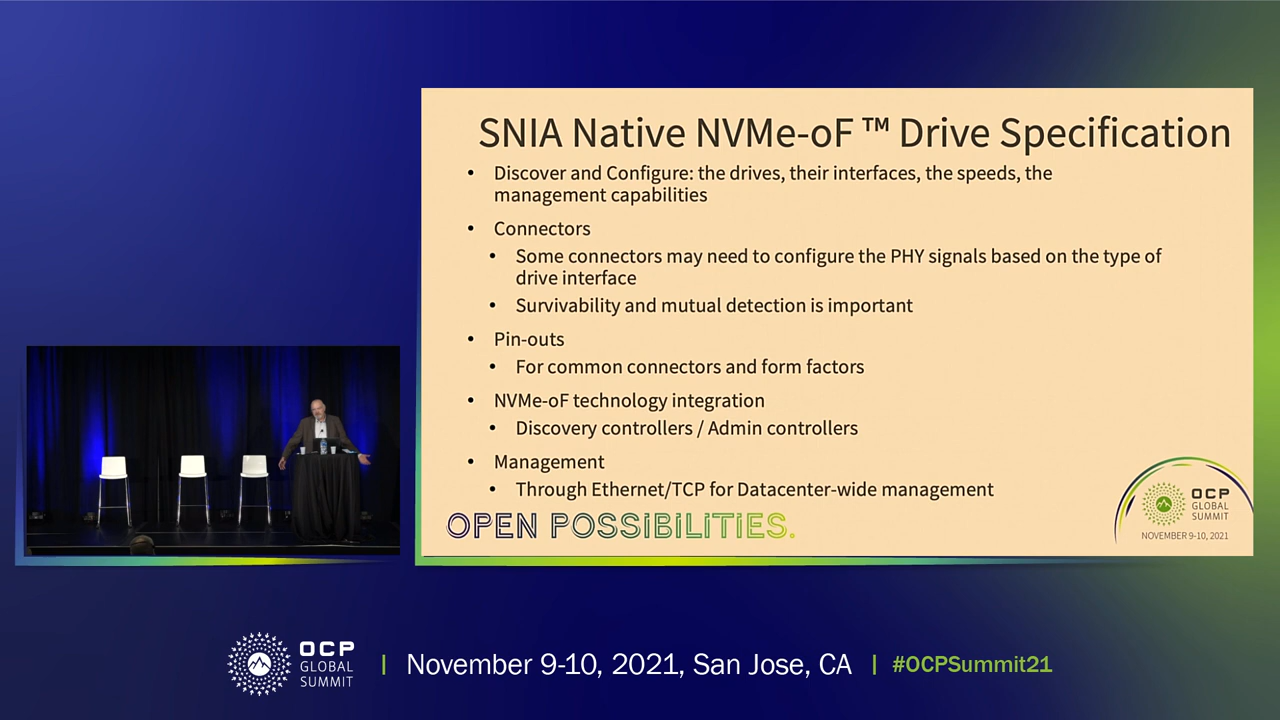 SNIA Native NVMe-oF ™ Drive Specification
• Discover and Configure: the drives, their interfaces, the speeds, the
management capabilities
• Connectors
• Some connectors may need to configure the PHY signals based on the type of
drive interface
• Survivability and mutual detection is important
• Pin-outs
• For common connectors and form factors
• NVMe-oF technology integration
• Discovery controllers / Admin controllers
• Management
• Through Ethernet/TCP for Datacenter-wide management
OPEN POSSIBILITIES.
OCP
GLOBAL
SUMMIT
NOVEMBER 9-10, 2021
OCP
GLOBAL
SUMMIT
November 9-10, 2021, San Jose, CA
#OCPSummit21